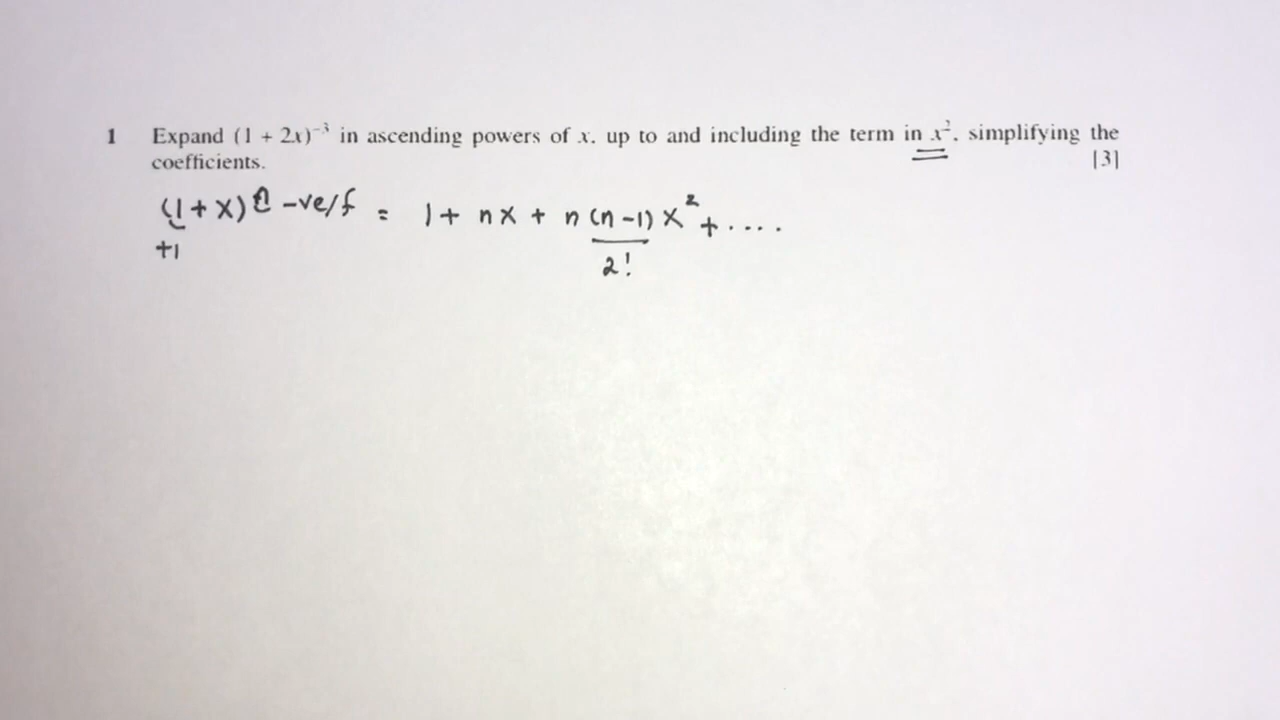 1 Expand (1 + 2x)⁻³ in ascending powers of x, up to and including the term in x², simplifying the
coefficients. [3]
(1+x)ⁿ -ve/f = 1 + nx + n(n-1)x² + ....
+1 2!